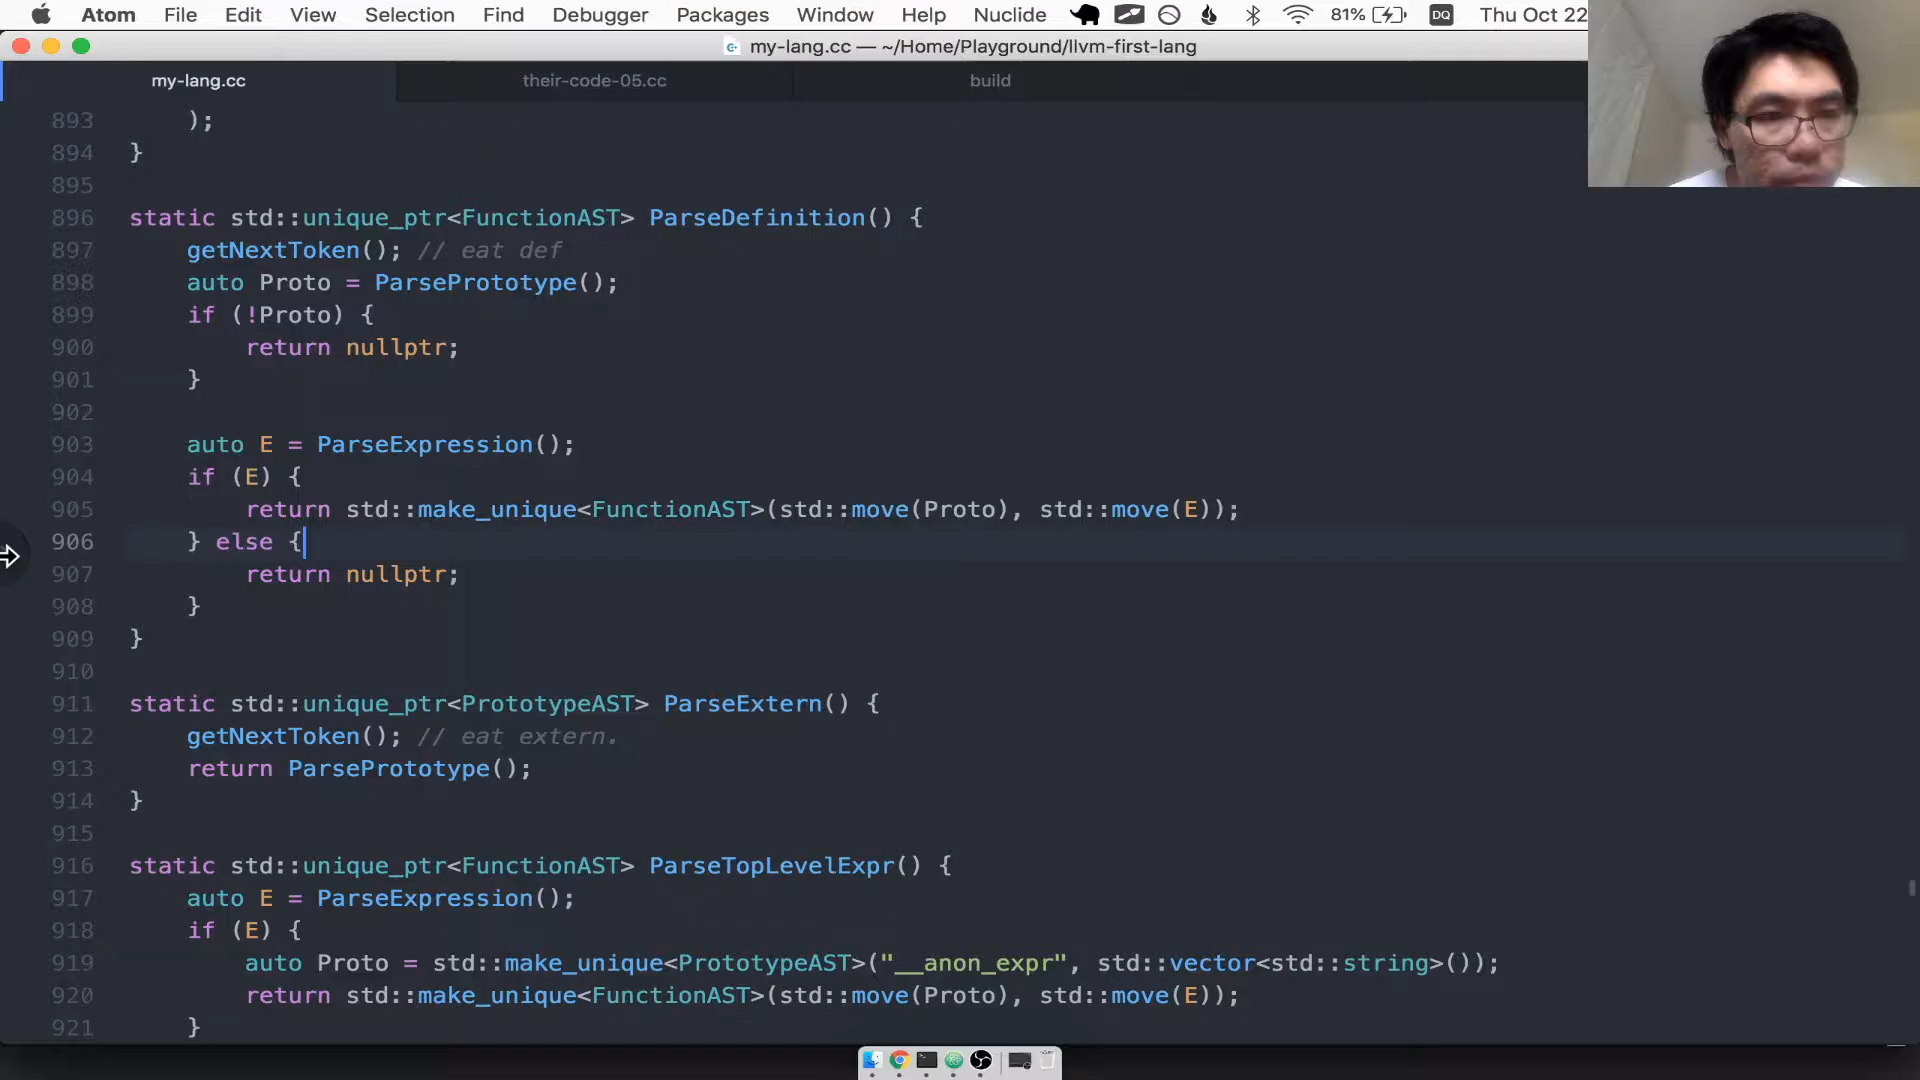 Atom File Edit View Selection Find Debugger Packages Window Help Nuclide 81% DQ Thu Oct 22
my-lang.cc — ~/Home/Playground/llvm-first-lang
my-lang.cc their-code-05.cc build
893 );
894 }
895
896 static std::unique_ptr<FunctionAST> ParseDefinition() {
897 getNextToken(); // eat def
898 auto Proto = ParsePrototype();
899 if (!Proto) {
900 return nullptr;
901 }
902
903 auto E = ParseExpression();
904 if (E) {
905 return std::make_unique<FunctionAST>(std::move(Proto), std::move(E));
906 } else {
907 return nullptr;
908 }
909 }
910
911 static std::unique_ptr<PrototypeAST> ParseExtern() {
912 getNextToken(); // eat extern.
913 return ParsePrototype();
914 }
915
916 static std::unique_ptr<FunctionAST> ParseTopLevelExpr() {
917 auto E = ParseExpression();
918 if (E) {
919 auto Proto = std::make_unique<PrototypeAST>("__anon_expr", std::vector<std::string>());
920 return std::make_unique<FunctionAST>(std::move(Proto), std::move(E));
921 }